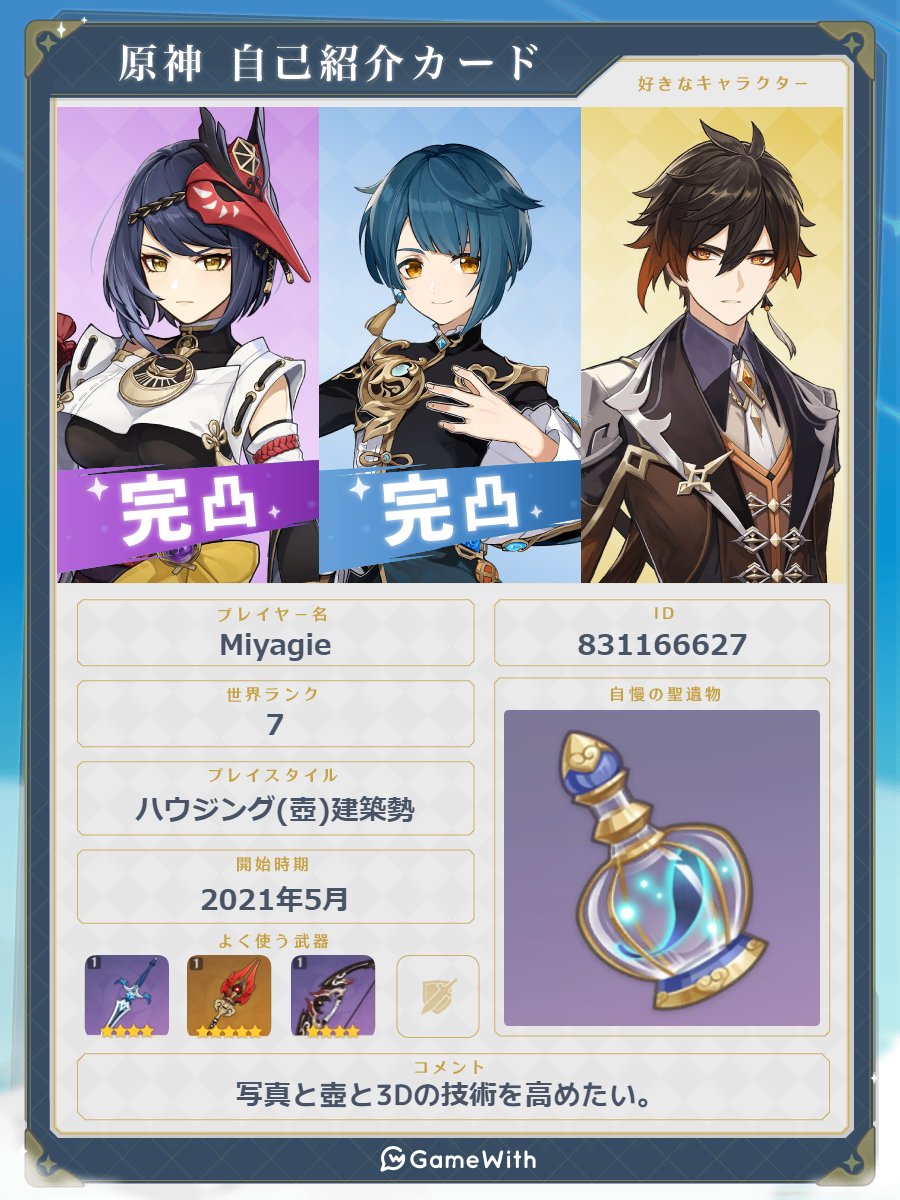 原神 自己紹介カード
好きなキャラクター
完凸
完凸
プレイヤー名
Miyagie
ID
831166627
世界ランク
7
自慢の聖遺物
プレイスタイル
ハウジング(壺)建築勢
開始時期
2021年5月
よく使う武器
1
1
1
コメント
写真と壺と3Dの技術を高めたい。
GameWith